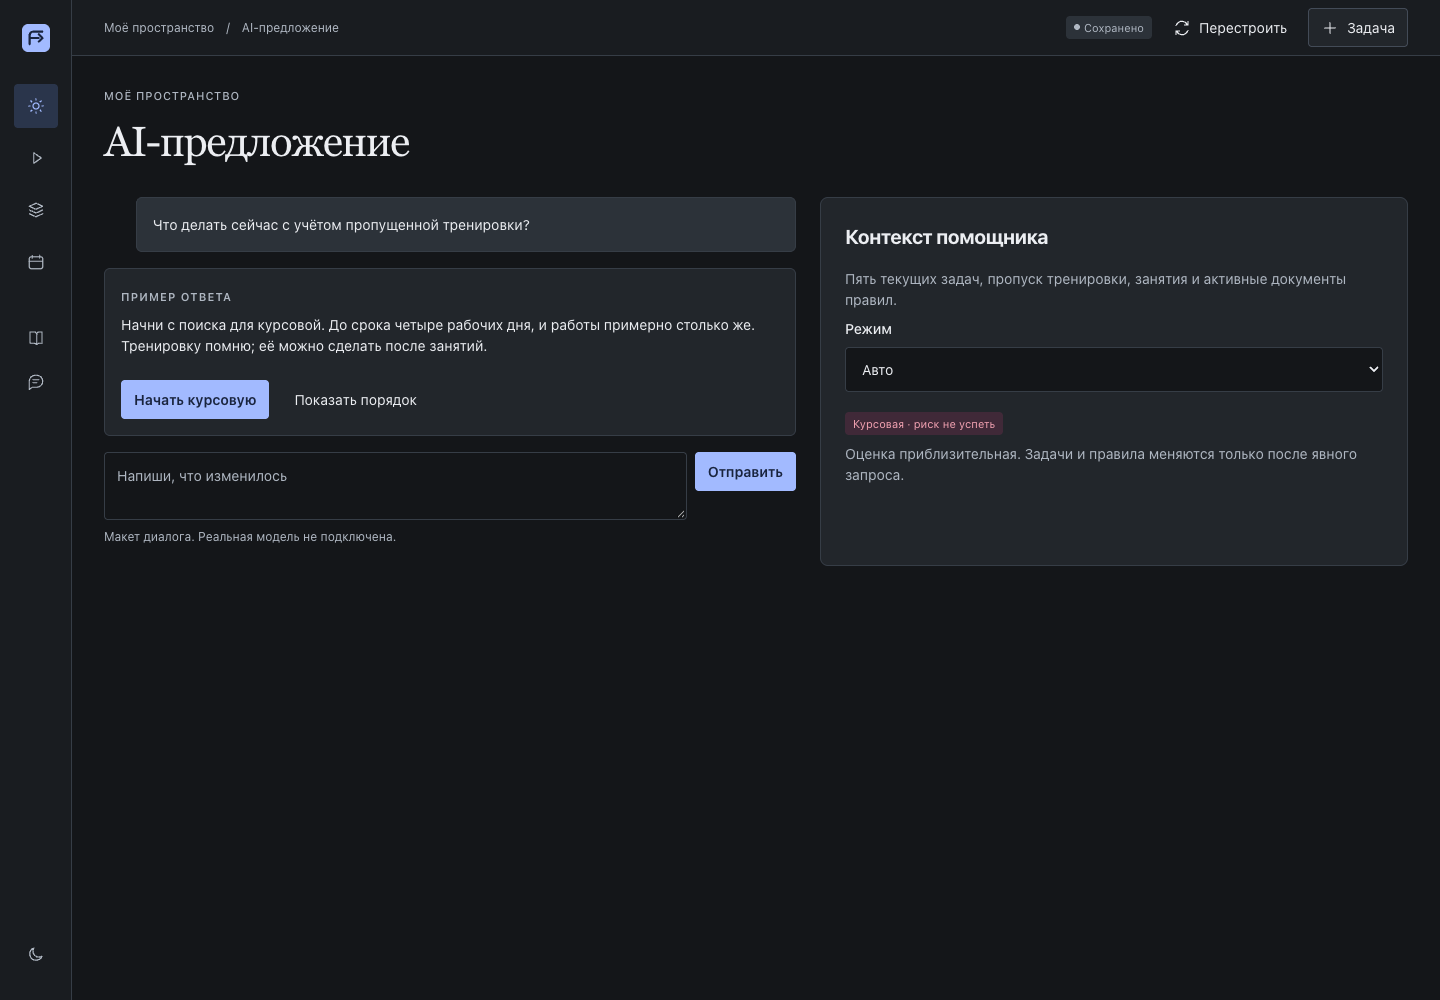 Моё пространство / AI-предложение
Сохранено
Перестроить
Задача
МОЁ ПРОСТРАНСТВО
AI-предложение
Что делать сейчас с учётом пропущенной тренировки?
ПРИМЕР ОТВЕТА
Начни с поиска для курсовой. До срока четыре рабочих дня, и работы примерно столько же.
Тренировку помню; её можно сделать после занятий.
Начать курсовую
Показать порядок
Напиши, что изменилось
Отправить
Макет диалога. Реальная модель не подключена.
Контекст помощника
Пять текущих задач, пропуск тренировки, занятия и активные документы
правил.
Режим
Авто
Курсовая · риск не успеть
Оценка приблизительная. Задачи и правила меняются только после явного
запроса.